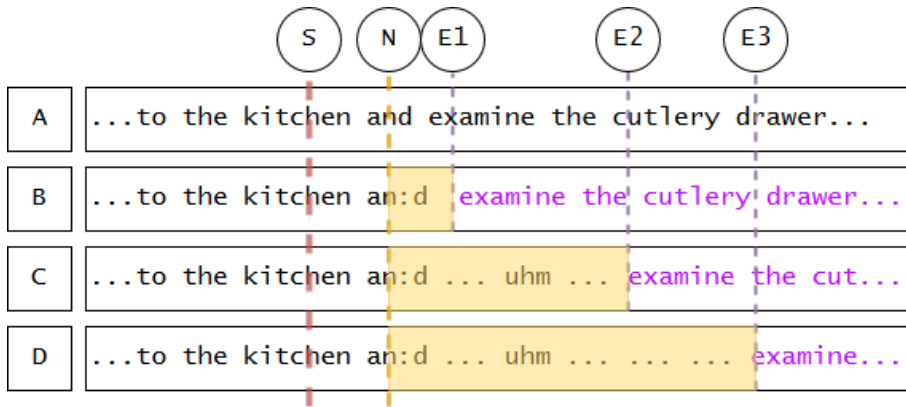 S N E1 E2 E3
A ...to the kitchen and examine the cutlery drawer...
B ...to the kitchen an:d examine the cutlery drawer...
C ...to the kitchen an:d ... uhm ... examine the cut...
D ...to the kitchen an:d ... uhm ... ... ... examine...